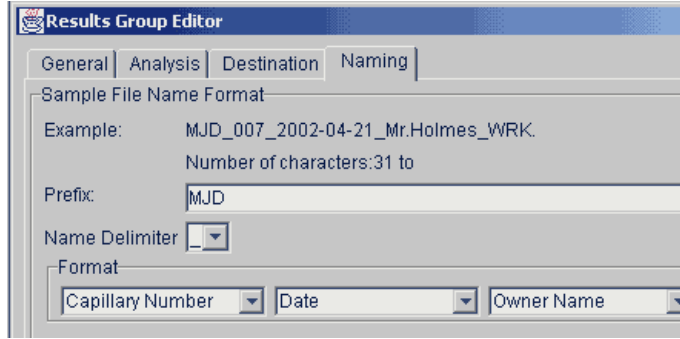 Results Group Editor
General Analysis Destination Naming
Sample File Name Format
Example: MJD_007_2002-04-21_Mr.Holmes_WRK.
Number of characters:31 to
Prefix: MJD
Name Delimiter _
Format
Capillary Number Date Owner Name